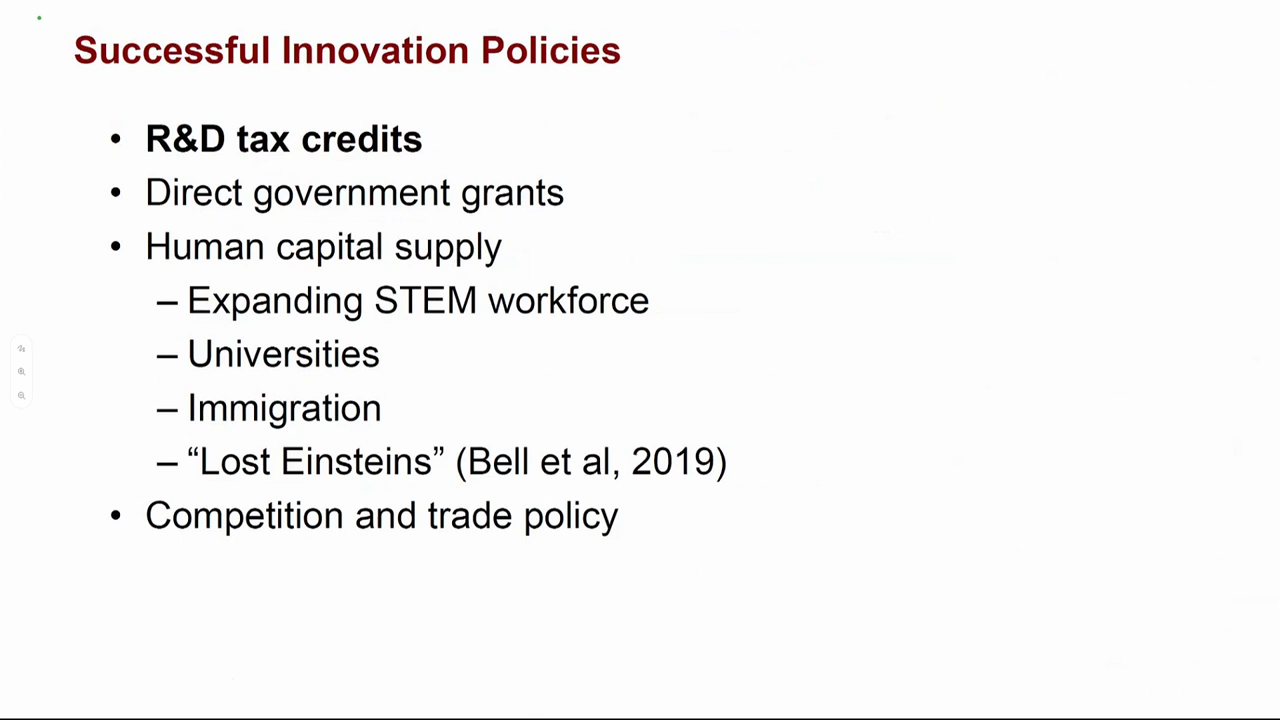 Successful Innovation Policies
• R&D tax credits
• Direct government grants
• Human capital supply
– Expanding STEM workforce
– Universities
– Immigration
– “Lost Einsteins” (Bell et al, 2019)
• Competition and trade policy